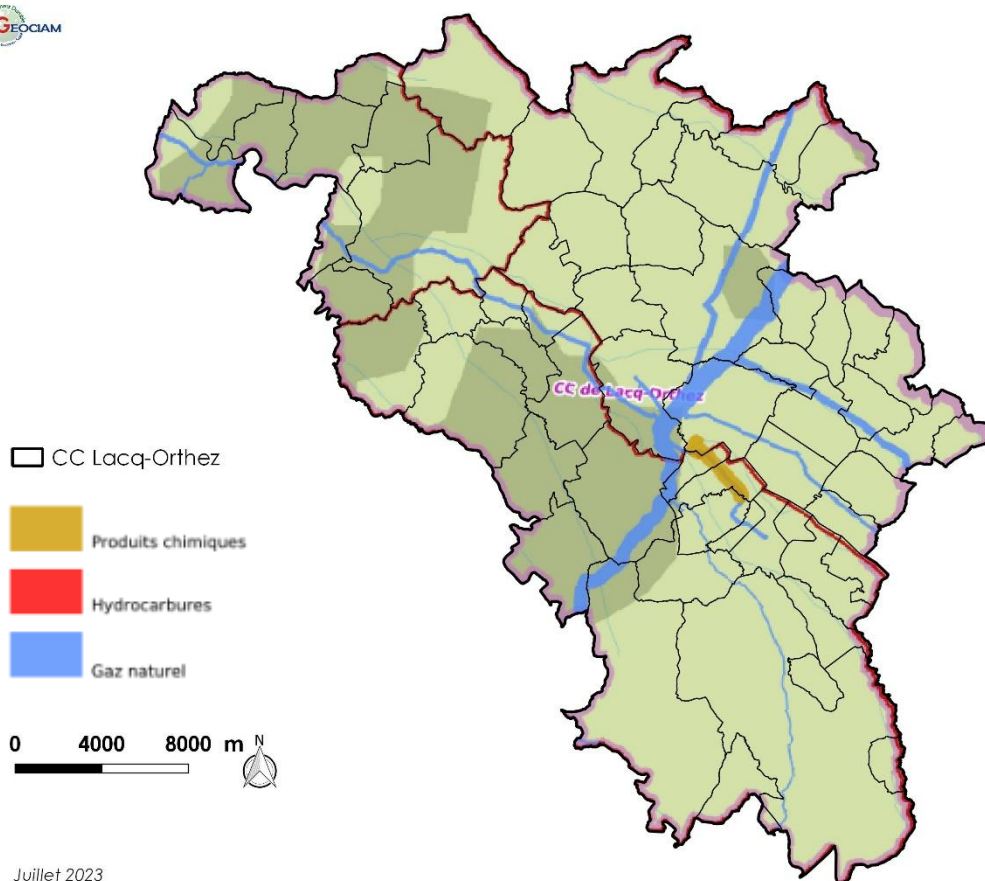 GEOCIAM
CC de Lacq-Orthez
CC Lacq-Orthez
Produits chimiques
Hydrocarbures
Gaz naturel
0 4000 8000 m
N
Juillet 2023